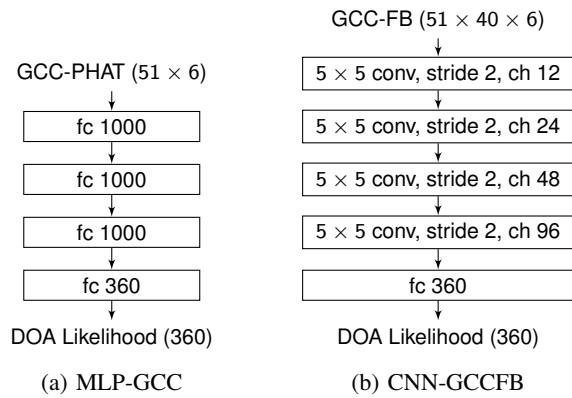 GCC-PHAT (51 × 6)
fc 1000
fc 1000
fc 1000
fc 360
DOA Likelihood (360)
(a) MLP-GCC
GCC-FB (51 × 40 × 6)
5 × 5 conv, stride 2, ch 12
5 × 5 conv, stride 2, ch 24
5 × 5 conv, stride 2, ch 48
5 × 5 conv, stride 2, ch 96
fc 360
DOA Likelihood (360)
(b) CNN-GCCFB